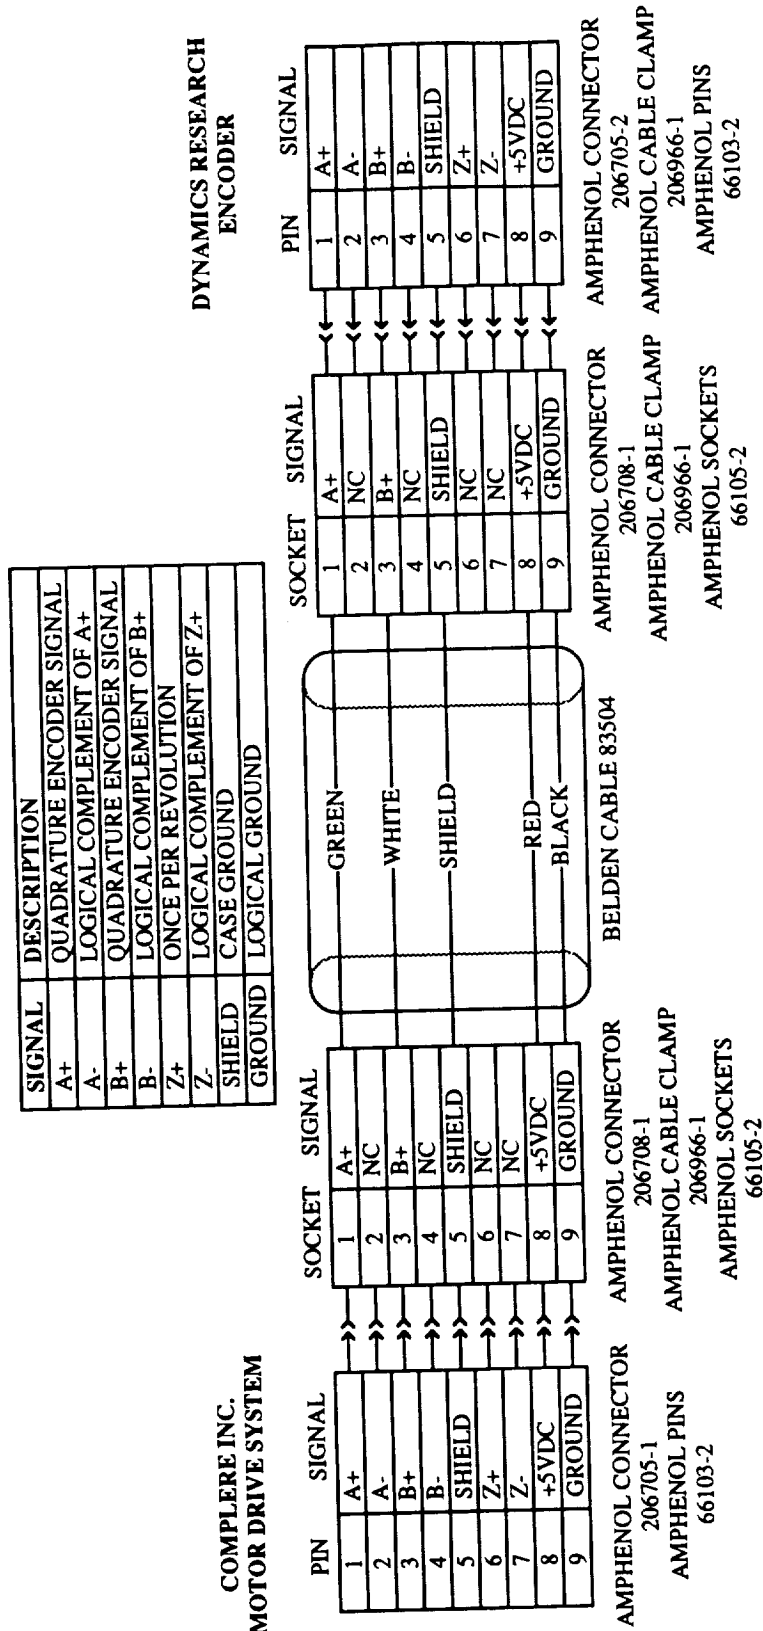 SIGNAL DESCRIPTION
A+ QUADRATURE ENCODER SIGNAL
A- LOGICAL COMPLEMENT OF A+
B+ QUADRATURE ENCODER SIGNAL
B- LOGICAL COMPLEMENT OF B+
Z+ ONCE PER REVOLUTION
Z- LOGICAL COMPLEMENT OF Z+
SHIELD CASE GROUND
GROUND LOGICAL GROUND
COMPLERE INC.
MOTOR DRIVE SYSTEM
PIN SIGNAL
1 A+
2 A-
3 B+
4 B-
5 SHIELD
6 Z+
7 Z-
8 +5VDC
9 GROUND
AMPHENOL CONNECTOR
206705-1
AMPHENOL PINS
66103-2
SOCKET SIGNAL
1 A+
2 NC
3 B+
4 NC
5 SHIELD
6 NC
7 NC
8 +5VDC
9 GROUND
AMPHENOL CONNECTOR
206708-1
AMPHENOL CABLE CLAMP
206966-1
AMPHENOL SOCKETS
66105-2
GREEN
WHITE
SHIELD
RED
BLACK
BELDEN CABLE 83504
SOCKET SIGNAL
1 A+
2 NC
3 B+
4 NC
5 SHIELD
6 NC
7 NC
8 +5VDC
9 GROUND
AMPHENOL CONNECTOR
206708-1
AMPHENOL CABLE CLAMP
206966-1
AMPHENOL SOCKETS
66105-2
DYNAMICS RESEARCH
ENCODER
PIN SIGNAL
1 A+
2 A-
3 B+
4 B-
5 SHIELD
6 Z+
7 Z-
8 +5VDC
9 GROUND
AMPHENOL CONNECTOR
206705-2
AMPHENOL CABLE CLAMP
206966-1
AMPHENOL PINS
66103-2